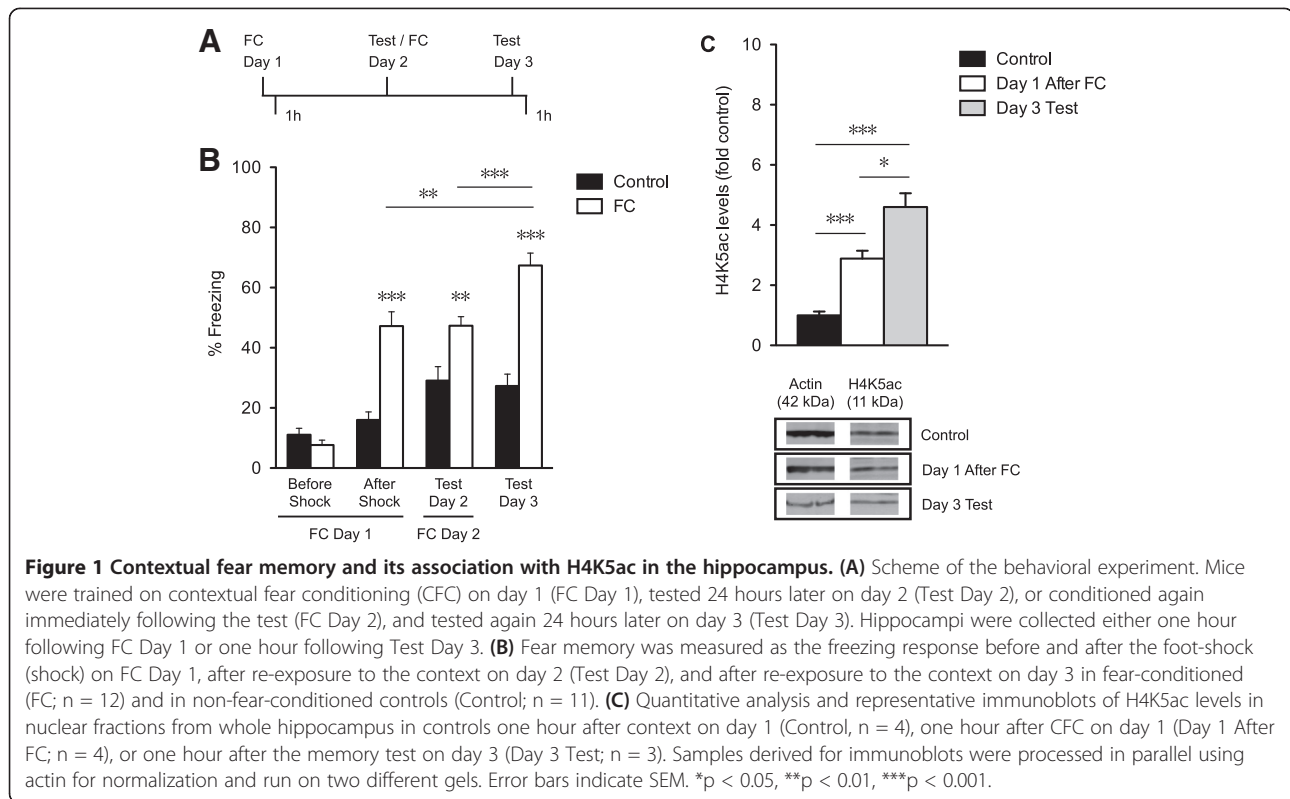 A
FC
Day 1
Test / FC
Day 2
Test
Day 3
1h
1h
B
% Freezing
100
80
60
40
20
0
Control
FC
***
**
***
**
***
Before
Shock
After
Shock
Test
Day 2
Test
Day 3
FC Day 1
FC Day 2
C
H4K5ac levels (fold control)
10
8
6
4
2
0
Control
Day 1 After FC
Day 3 Test
***
*
***
Actin
(42 kDa)
H4K5ac
(11 kDa)
Control
Day 1 After FC
Day 3 Test
Figure 1 Contextual fear memory and its association with H4K5ac in the hippocampus. (A) Scheme of the behavioral experiment. Mice
were trained on contextual fear conditioning (CFC) on day 1 (FC Day 1), tested 24 hours later on day 2 (Test Day 2), or conditioned again
immediately following the test (FC Day 2), and tested again 24 hours later on day 3 (Test Day 3). Hippocampi were collected either one hour
following FC Day 1 or one hour following Test Day 3. (B) Fear memory was measured as the freezing response before and after the foot-shock
(shock) on FC Day 1, after re-exposure to the context on day 2 (Test Day 2), and after re-exposure to the context on day 3 in fear-conditioned
(FC; n = 12) and in non-fear-conditioned controls (Control; n = 11). (C) Quantitative analysis and representative immunoblots of H4K5ac levels in
nuclear fractions from whole hippocampus in controls one hour after context on day 1 (Control, n = 4), one hour after CFC on day 1 (Day 1 After
FC; n = 4), or one hour after the memory test on day 3 (Day 3 Test; n = 3). Samples derived for immunoblots were processed in parallel using
actin for normalization and run on two different gels. Error bars indicate SEM. *p < 0.05, **p < 0.01, ***p < 0.001.